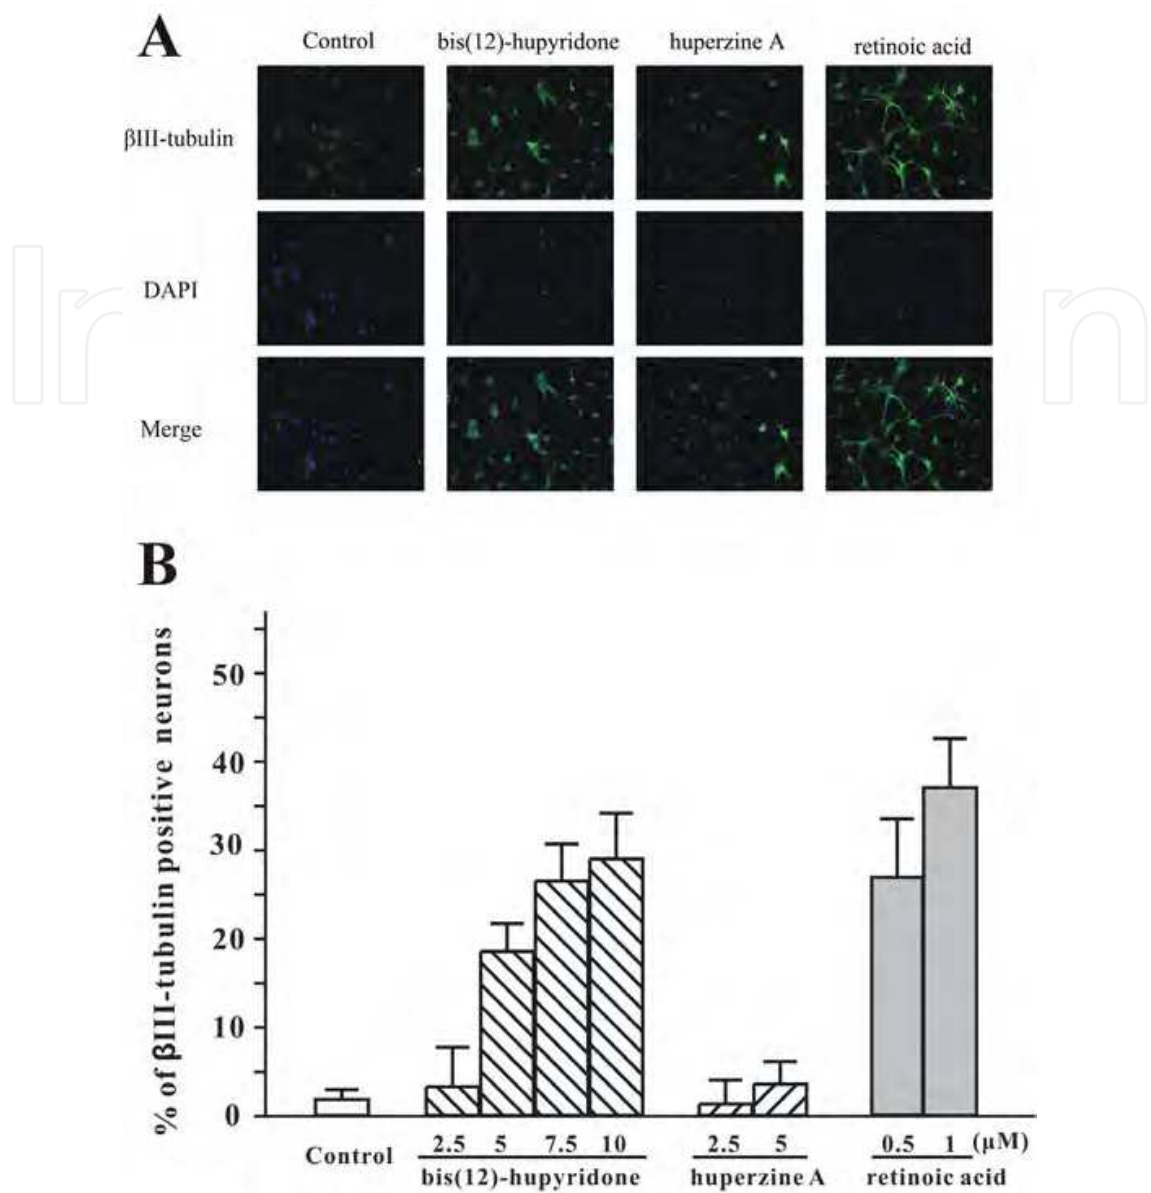 A
Control bis(12)-hupyridone huperzine A retinoic acid
βIII-tubulin
DAPI
Merge
B
% of βIII-tubulin positive neurons
50
40
30
20
10
0
Control 2.5 5 7.5 10 2.5 5 0.5 1 (μM)
bis(12)-hupyridone huperzine A retinoic acid